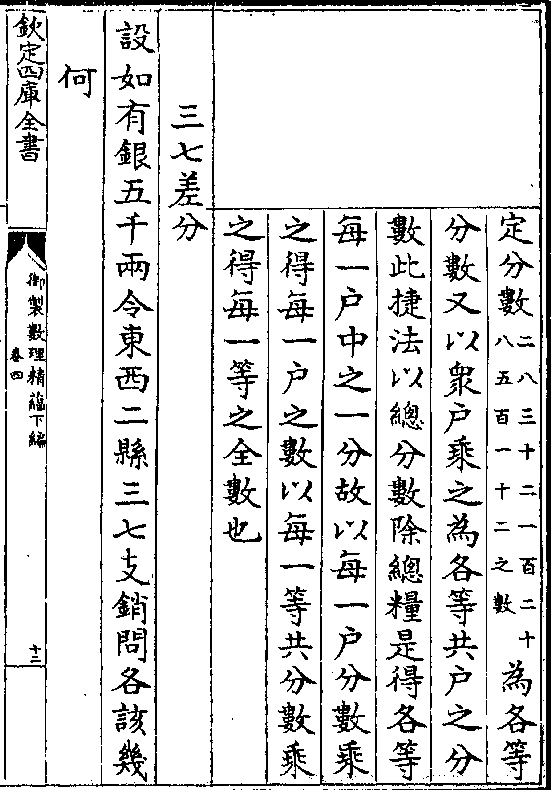 定分數二八三十二一百二十八五百一十二之數為各等
分數又以衆户乘之為各等共户之分
數此捷法以總分數除總糧是得各等
每一户中之一分故以每一户分數乘
之得每一户之數以每一等共分數乘
之得每一等之全數也
三七差分
設如有銀五千兩令東西二縣三七支銷問各該幾
何
欽定四庫全書
御製數理精藴下編
卷四
十三